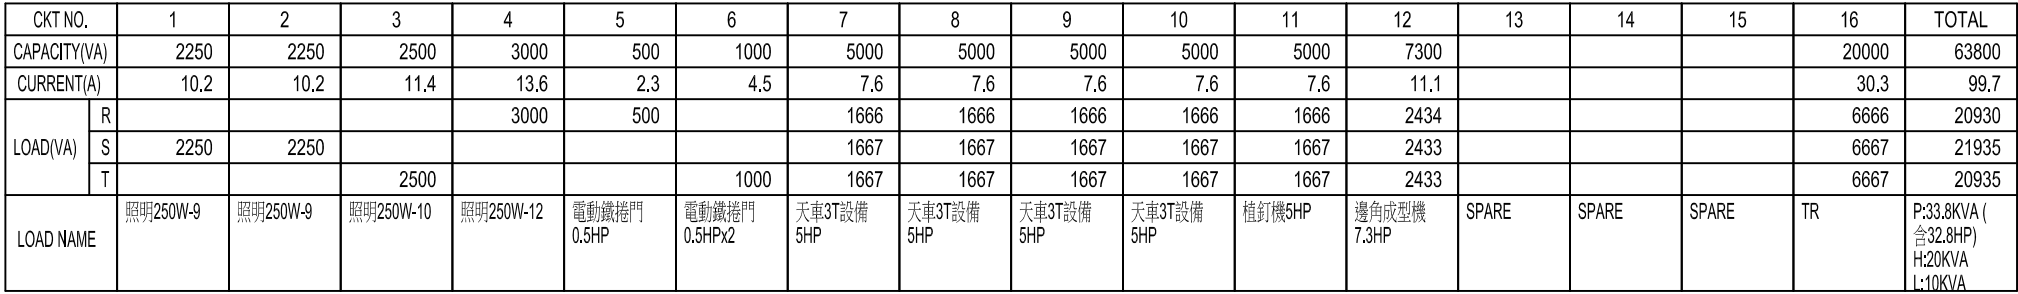 CKT NO. 1 2 3 4 5 6 7 8 9 10 11 12 13 14 15 16 TOTAL
CAPACITY(VA) 2250 2250 2500 3000 500 1000 5000 5000 5000 5000 5000 7300 20000 63800
CURRENT(A) 10.2 10.2 11.4 13.6 2.3 4.5 7.6 7.6 7.6 7.6 7.6 11.1 30.3 99.7
LOAD(VA)
R 3000 500 1666 1666 1666 1666 1666 2434 6666 20930
S 2250 2250 1667 1667 1667 1667 1667 2433 6667 21935
T 2500 1000 1667 1667 1667 1667 1667 2433 6667 20935
LOAD NAME
照明250W-9
照明250W-9
照明250W-10
照明250W-12
電動鐵捲門
0.5HP
電動鐵捲門
0.5HPx2
天車3T設備
5HP
天車3T設備
5HP
天車3T設備
5HP
天車3T設備
5HP
植釘機5HP
邊角成型機
7.3HP
SPARE
SPARE
SPARE
TR
P:33.8KVA (
含32.8HP)
H:20KVA
L:10KVA